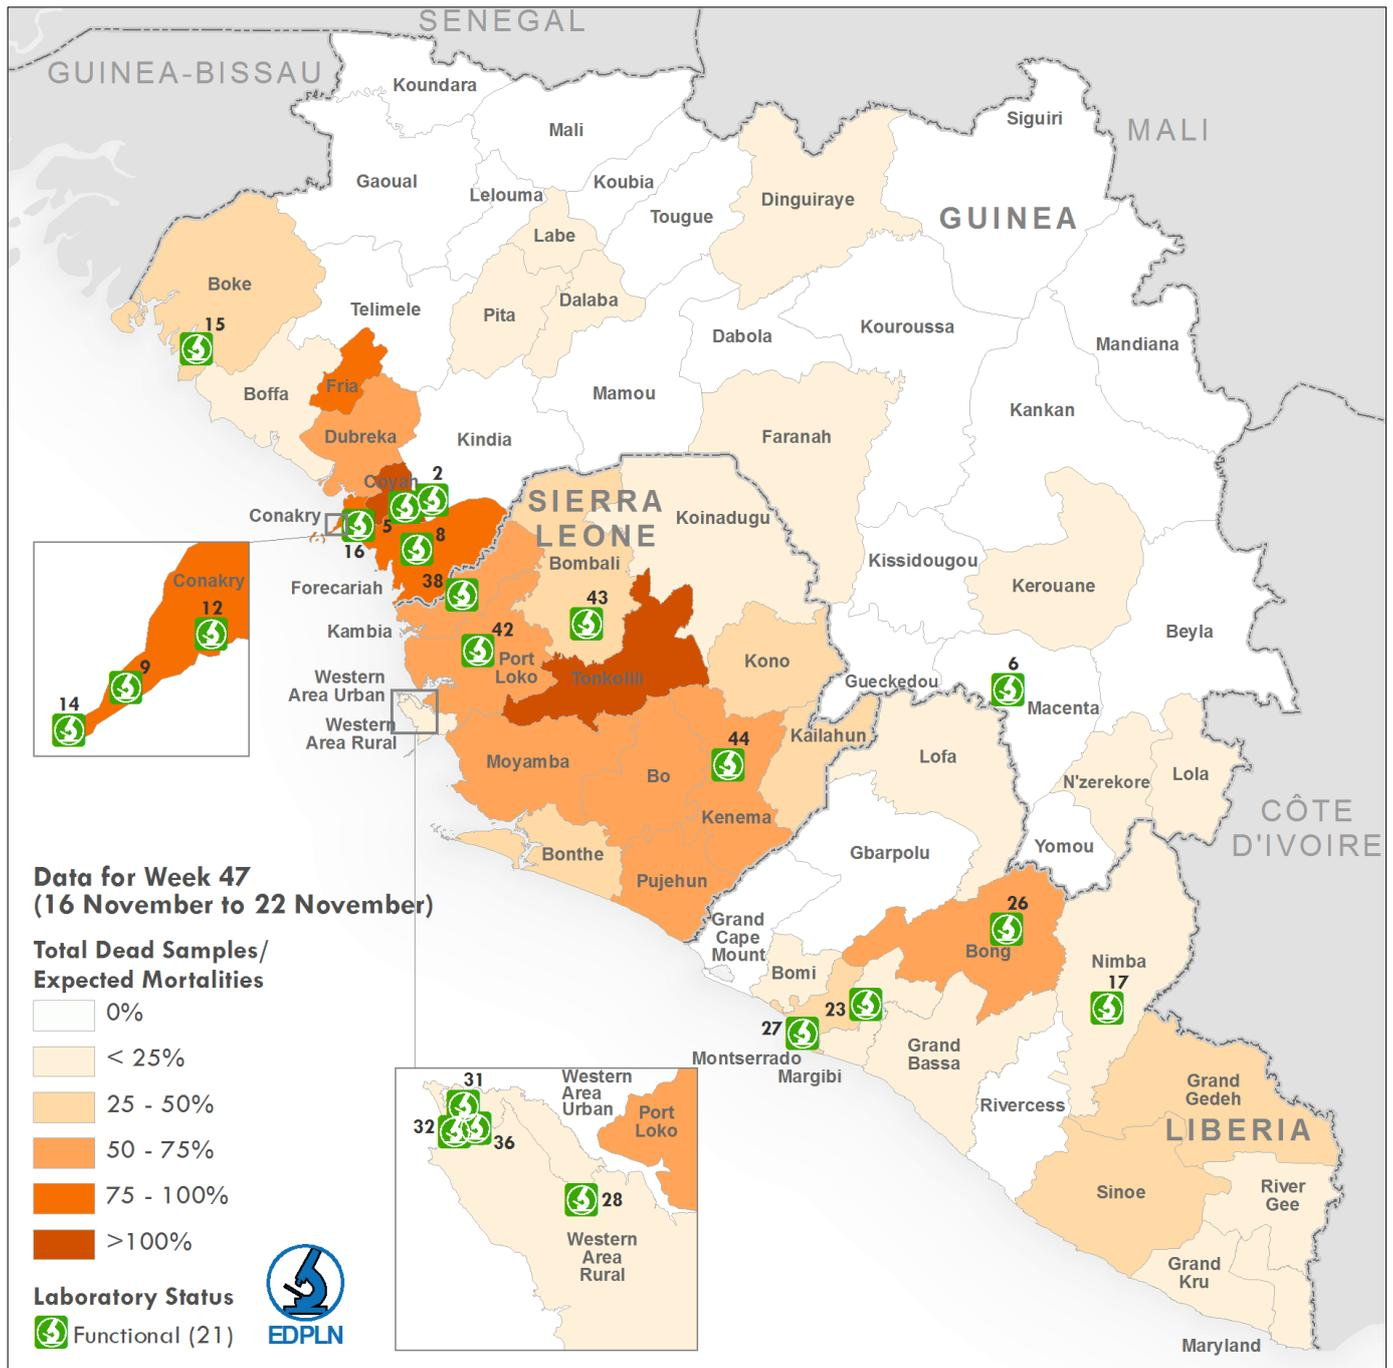 SENEGAL
GUINEA-BISSAU
Koundara
Mali
Siguiri
MALI
Gaoual
Lelouma
Koubia
Tougue
Dinguiraye
GUINEA
Labe
Boke
Telimele
Pita
Dalaba
15
Dabola
Kouroussa
Mandiana
Fria
Boffa
Mamou
Kankan
Dubreka
Kindia
Faranah
Coyah
2
SIERRA
LEONE
Conakry
5
16
8
Koinadugu
Kissidougou
Bombali
Kerouane
Forecariah
38
43
Conakry
12
9
14
Kambia
42
Port
Loko
Beyla
Kono
6
Gueckedou
Macenta
Western
Area Urban
Tonkolili
Western
Area Rural
Kailahun
44
Moyamba
Bo
Lofa
N'zerekore
Lola
Kenema
CÔTE
D'IVOIRE
Bonthe
Gbarpolu
Yomou
Pujehun
Data for Week 47
(16 November to 22 November)
Grand
Cape
Mount
26
Bong
Total Dead Samples/
Expected Mortalities
0%
< 25%
25 - 50%
50 - 75%
75 - 100%
>100%
Bomi
Nimba
17
23
27
Montserrado
Margibi
Grand
Bassa
Rivercess
Grand
Gedeh
LIBERIA
Sinoe
River
Gee
Grand
Kru
Maryland
31
32
36
Western
Area
Urban
Port
Loko
28
Western
Area
Rural
Laboratory Status
Functional (21)
EDPLN